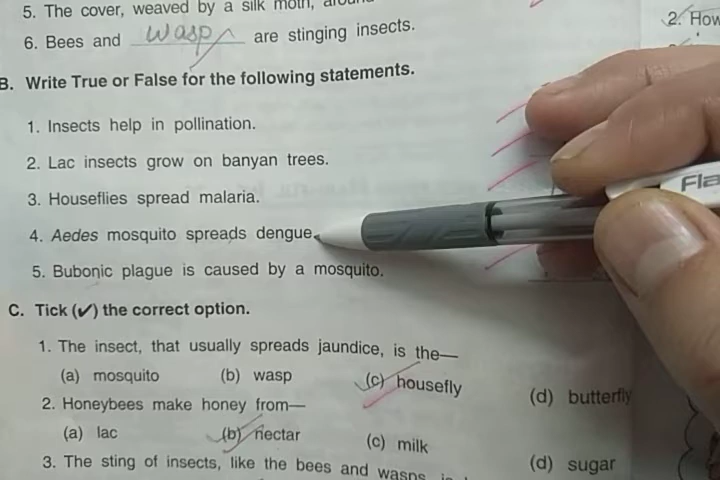 5. The cover, weaved by a silk moth, around
2. How
6. Bees and wasp are stinging insects.
B. Write True or False for the following statements.
1. Insects help in pollination.
2. Lac insects grow on banyan trees.
3. Houseflies spread malaria.
Fla
4. Aedes mosquito spreads dengue.
5. Bubonic plague is caused by a mosquito.
C. Tick (✓) the correct option.
1. The insect, that usually spreads jaundice, is the—
(a) mosquito (b) wasp (c) housefly (d) butterfly
2. Honeybees make honey from—
(a) lac (b) nectar (c) milk (d) sugar
3. The sting of insects, like the bees and wasps